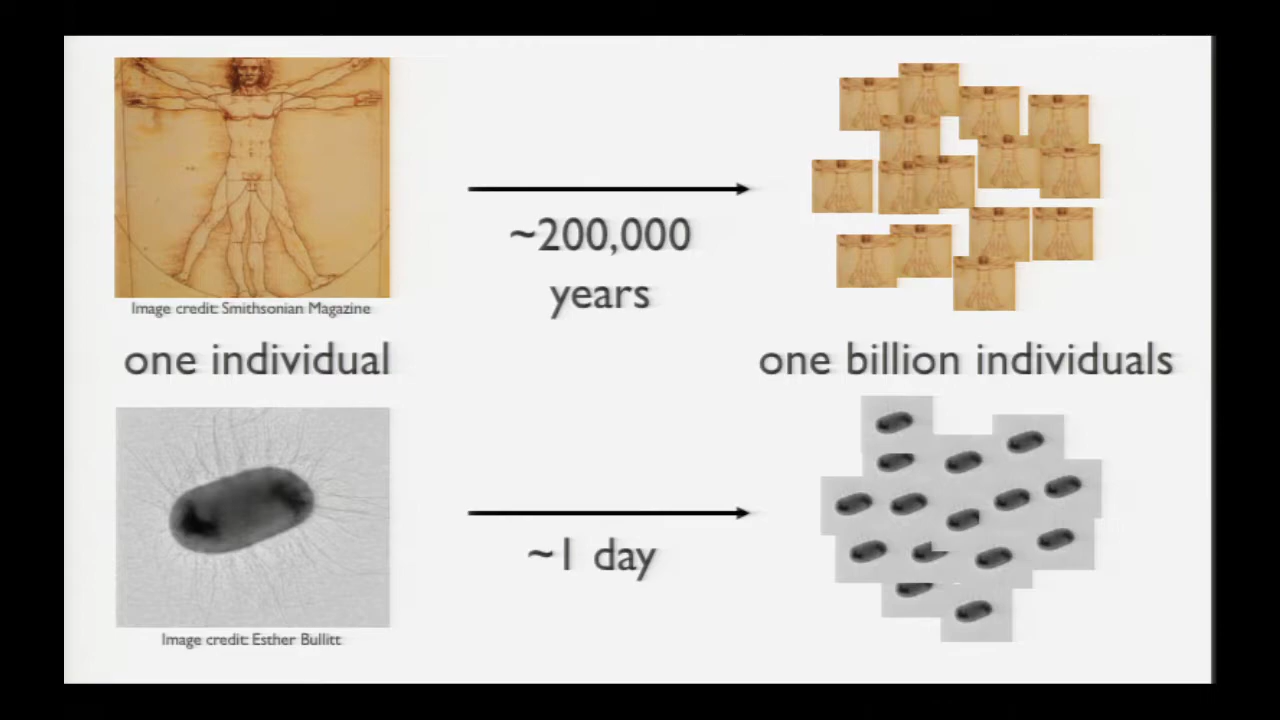 ~200,000
years
Image credit: Smithsonian Magazine
one individual
one billion individuals
~1 day
Image credit: Esther Bullitt